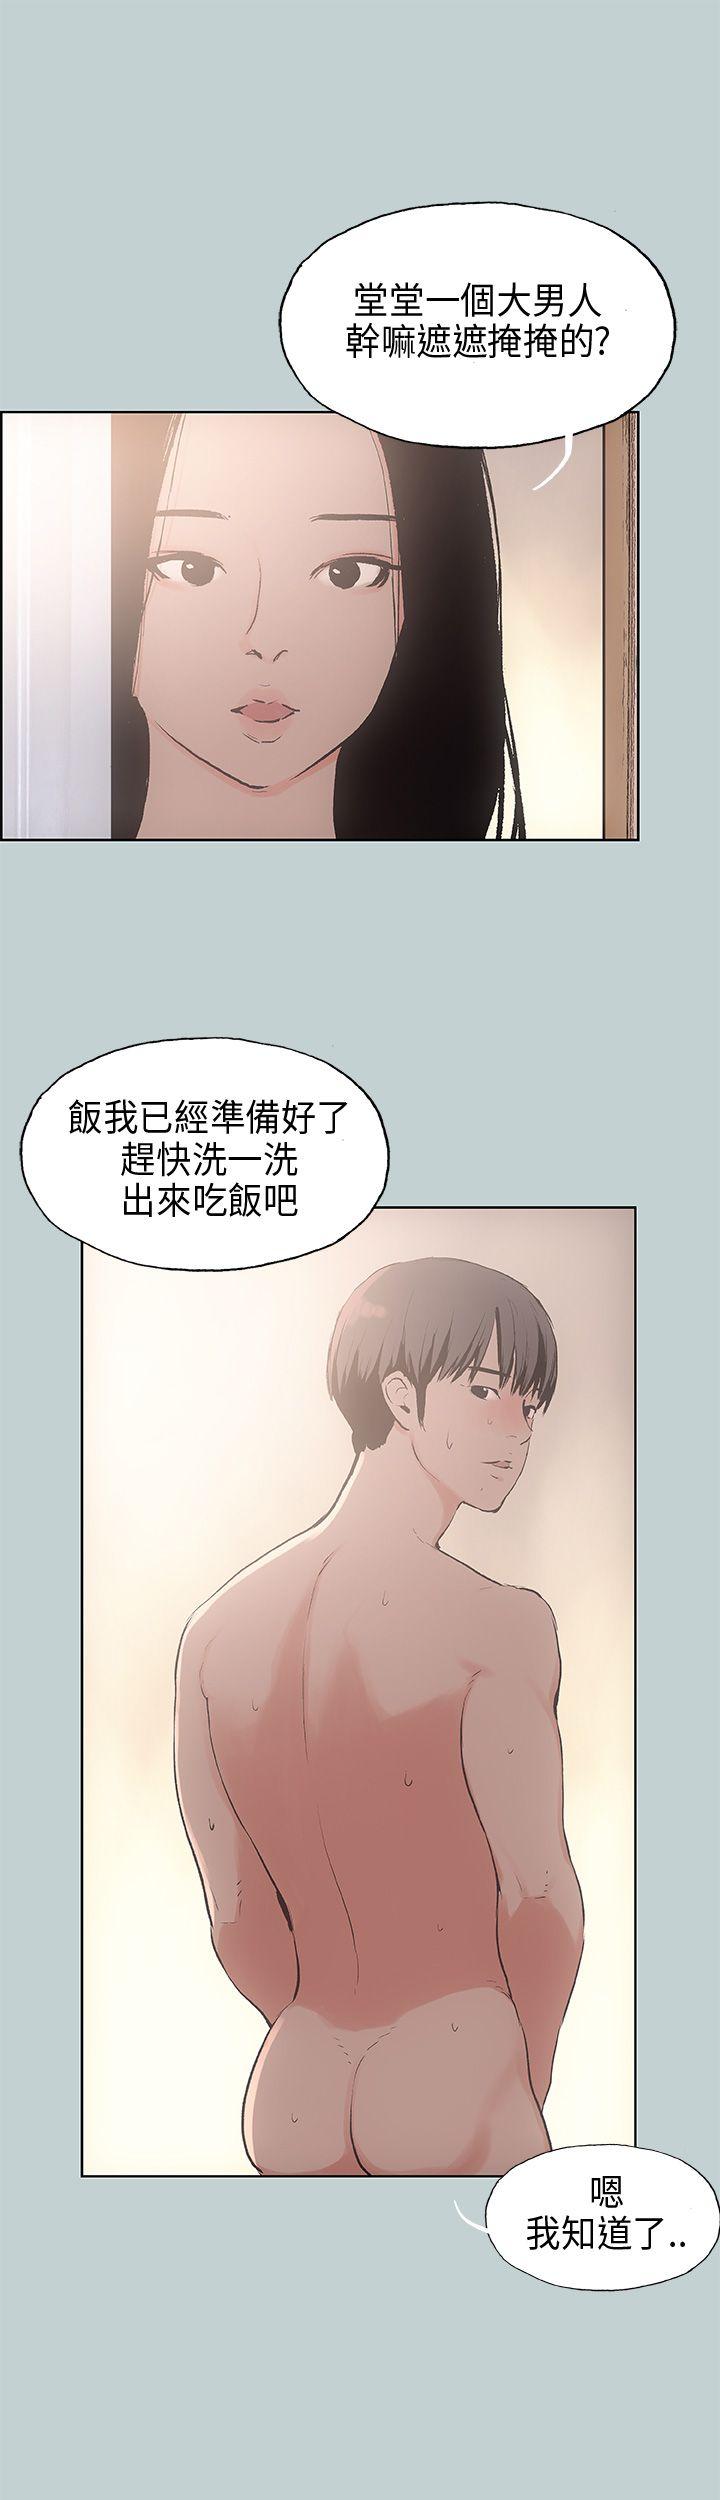 堂堂一個大男人
幹嘛遮遮掩掩的?
飯我已經準備好了
趕快洗一洗
出來吃飯吧
嗯
我知道了..